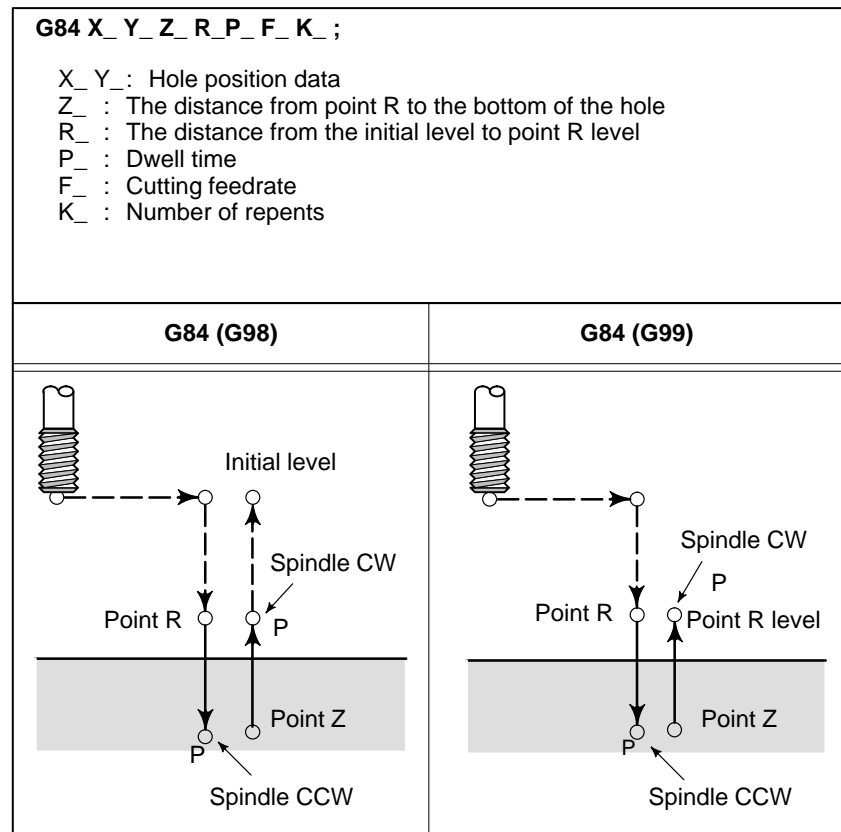 G84 X_ Y_ Z_ R_P_ F_ K_ ;
X_ Y_: Hole position data
Z_ : The distance from point R to the bottom of the hole
R_ : The distance from the initial level to point R level
P_ : Dwell time
F_ : Cutting feedrate
K_ : Number of repents
G84 (G98)
G84 (G99)
Initial level
Spindle CW
Point R
P
Point Z
P
Spindle CCW
Spindle CW
P
Point R
Point R level
Point Z
P
Spindle CCW